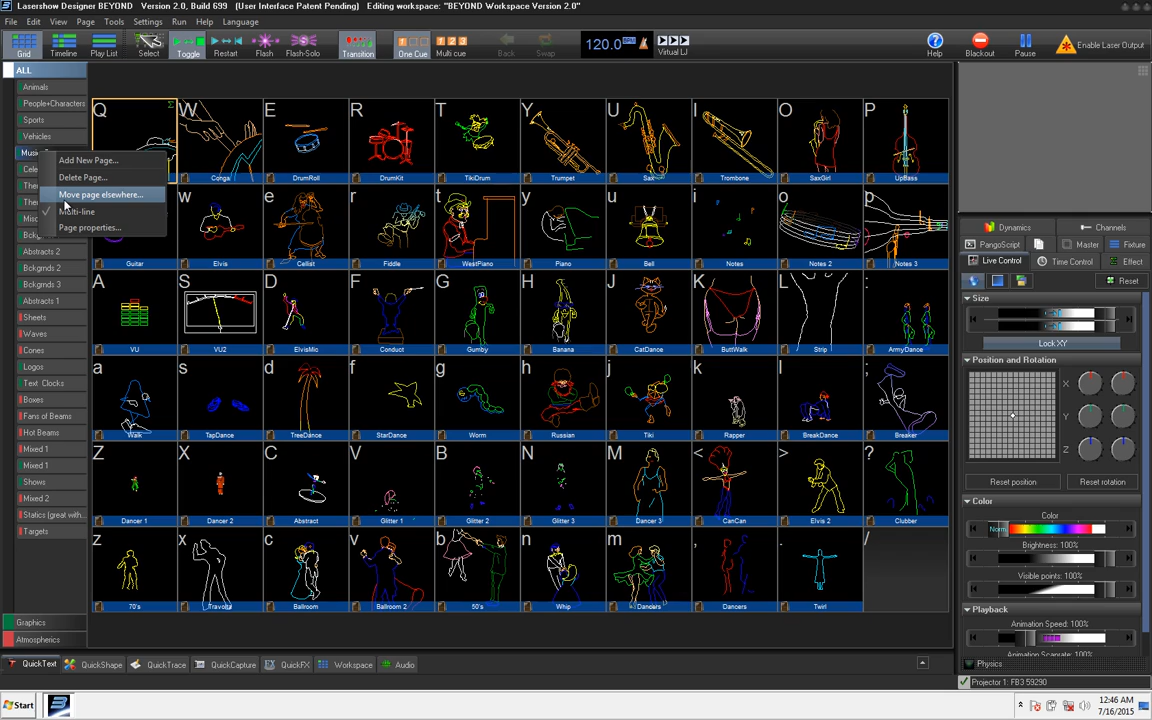 Lasershow Designer BEYOND Version 2.0, Build 699 (User Interface Patent Pending) Editing workspace: "BEYOND Workspace Version 2.0"
File Edit View Page Tools Settings Run Help Language
Grid Timeline Play List Select Toggle Restart Flash Flash-Solo Transition One Cue Multi cue Back Swap 120.0 BPM Virtual LJ Help Blackout Pause Enable Laser Output
ALL
Animals
People+Characters
Sports
Vehicles
Music
Add New Page...
Delete Page...
Move page elsewhere...
Multi-line
Page properties...
Abstracts 2
Bckgnds 2
Bckgnds 3
Abstracts 1
Sheets
Waves
Cones
Logos
Text Clocks
Boxes
Fans of Beams
Hot Beams
Mixed 1
Mixed 1
Shows
Mixed 2
Statics (great with...
Targets
Graphics
Atmospherics
Q W E R T Y U I O P
Conga DrumRoll DrumKit TikiDrum Trumpet Sax Trombone SaxGirl UpBass
w e r t y u i o p
Guitar Elvis Cellist Fiddle WestPiano Piano Bell Notes Notes 2 Notes 3
A S D F G H J K L :
VU VU2 ElvisMic Conduct Gumby Banana CatDance ButtWalk Strip ArmyDance
a s d f g h j k l ;
Walk TapDance TreeDance StarDance Worm Russian Tiki Rapper BreakDance Breaker
Z X C V B N M < > ?
Dancer 1 Dancer 2 Abstract Glitter 1 Glitter 2 Glitter 3 Dancer 3 CanCan Elvis 2 Clubber
z x c v b n m , . /
70's Travolta Ballroom Ballroom 2 50's Whip Dancers Dancers Twirl
Dynamics Channels
PangoScript Master Fixture
Live Control Time Control Effect
Reset
Size
Lock XY
Position and Rotation
X
Y
Z
Reset position Reset rotation
Color
Color
Norm
Brightness: 100%
Visible points: 100%
Playback
Animation Speed: 100%
Animation Scanrate: 100%
Physics
QuickText QuickShape QuickTrace QuickCapture QuickFX Workspace Audio
Projector 1: FB3 59290
Start
12:46 AM
7/16/2015